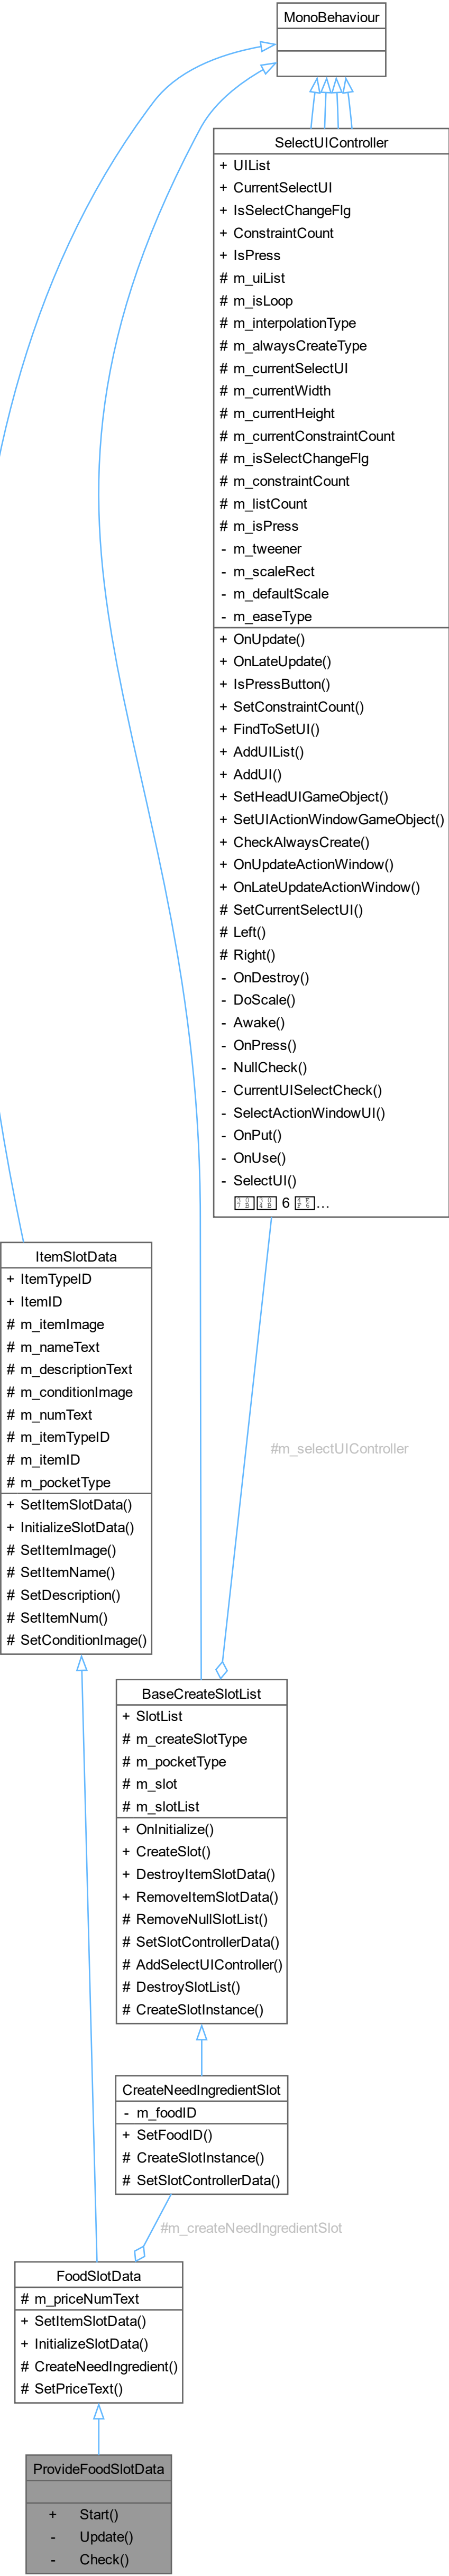 MonoBehaviour
SelectUIController
+ UIList
+ CurrentSelectUI
+ IsSelectChangeFlg
+ ConstraintCount
+ IsPress
# m_uiList
# m_isLoop
# m_interpolationType
# m_alwaysCreateType
# m_currentSelectUI
# m_currentWidth
# m_currentHeight
# m_currentConstraintCount
# m_isSelectChangeFlg
# m_constraintCount
# m_listCount
# m_isPress
- m_tweener
- m_scaleRect
- m_defaultScale
- m_easeType
+ OnUpdate()
+ OnLateUpdate()
+ IsPressButton()
+ SetConstraintCount()
+ FindToSetUI()
+ AddUIList()
+ AddUI()
+ SetHeadUIGameObject()
+ SetUIActionWindowGameObject()
+ CheckAlwaysCreate()
+ OnUpdateActionWindow()
+ OnLateUpdateActionWindow()
# SetCurrentSelectUI()
# Left()
# Right()
- OnDestroy()
- DoScale()
- Awake()
- OnPress()
- NullCheck()
- CurrentUISelectCheck()
- SelectActionWindowUI()
- OnPut()
- OnUse()
- SelectUI()
6 ...
ItemSlotData
+ ItemTypeID
+ ItemID
# m_itemImage
# m_nameText
# m_descriptionText
# m_conditionImage
# m_numText
# m_itemTypeID
# m_itemID
# m_pocketType
+ SetItemSlotData()
+ InitializeSlotData()
# SetItemImage()
# SetItemName()
# SetDescription()
# SetItemNum()
# SetConditionImage()
#m_selectUIController
BaseCreateSlotList
+ SlotList
# m_createSlotType
# m_pocketType
# m_slot
# m_slotList
+ OnInitialize()
+ CreateSlot()
+ DestroyItemSlotData()
+ RemoveItemSlotData()
# RemoveNullSlotList()
# SetSlotControllerData()
# AddSelectUIController()
# DestroySlotList()
# CreateSlotInstance()
CreateNeedIngredientSlot
- m_foodID
+ SetFoodID()
# CreateSlotInstance()
# SetSlotControllerData()
#m_createNeedIngredientSlot
FoodSlotData
# m_priceNumText
+ SetItemSlotData()
+ InitializeSlotData()
# CreateNeedIngredient()
# SetPriceText()
ProvideFoodSlotData
+ Start()
- Update()
- Check()